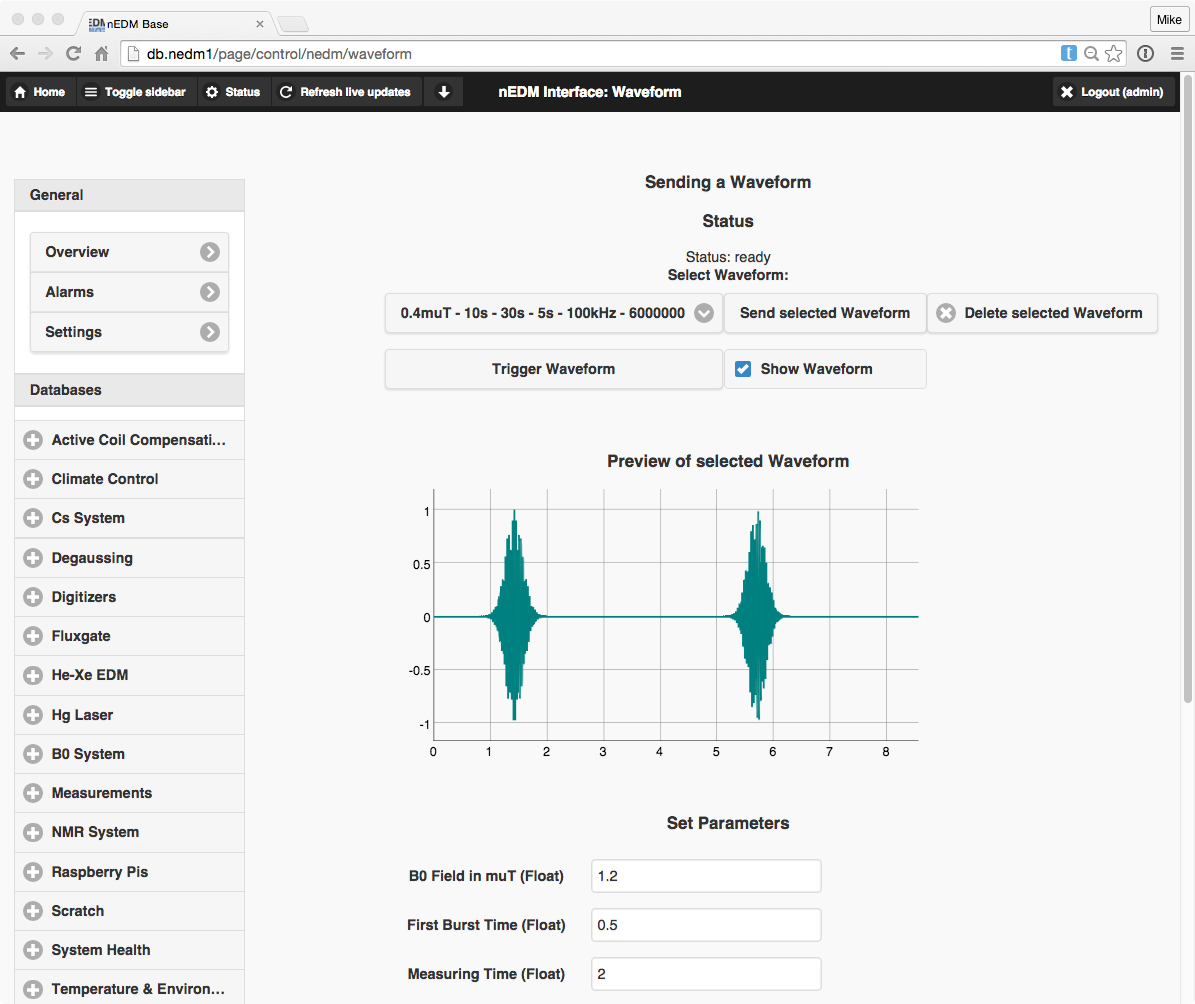 nEDM Base
Mike
db.nedm1/page/control/nedm/waveform
Home
Toggle sidebar
Status
Refresh live updates
nEDM Interface: Waveform
Logout (admin)
General
Overview
Alarms
Settings
Databases
Active Coil Compensati...
Climate Control
Cs System
Degaussing
Digitizers
Fluxgate
He-Xe EDM
Hg Laser
B0 System
Measurements
NMR System
Raspberry Pis
Scratch
System Health
Temperature & Environ...
Sending a Waveform
Status
Status: ready
Select Waveform:
0.4muT - 10s - 30s - 5s - 100kHz - 6000000
Send selected Waveform
Delete selected Waveform
Trigger Waveform
Show Waveform
Preview of selected Waveform
1
0.5
0
-0.5
-1
0 1 2 3 4 5 6 7 8
Set Parameters
B0 Field in muT (Float) 1.2
First Burst Time (Float) 0.5
Measuring Time (Float) 2